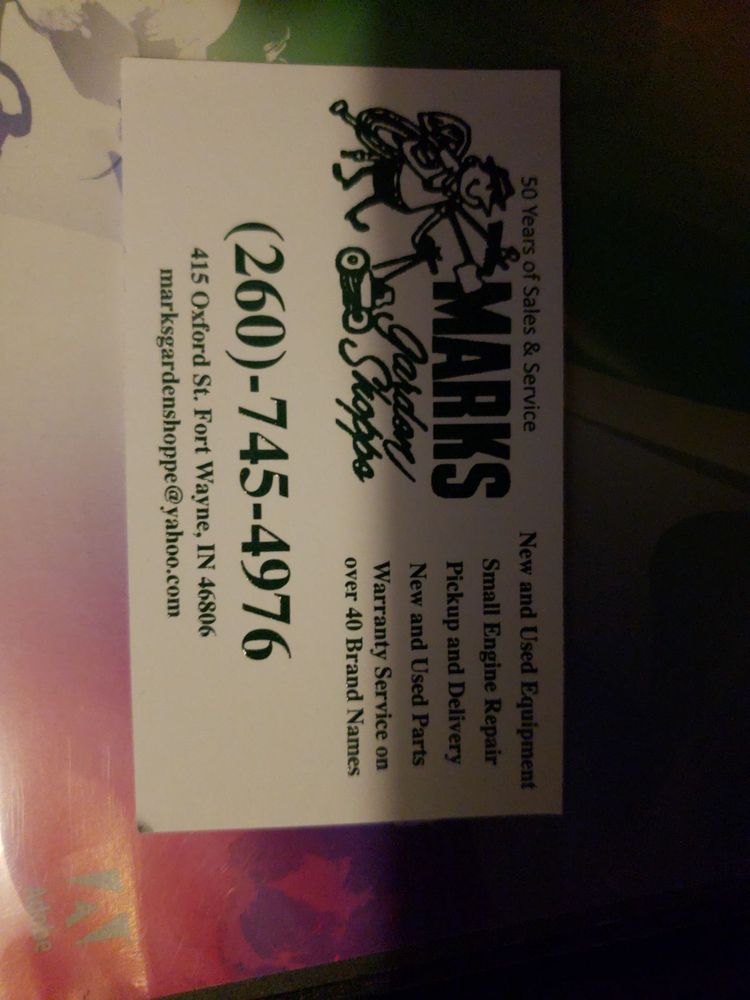 50 Years of Sales & Service
MARKS
Garden
Shoppe
New and Used Equipment
Small Engine Repair
Pickup and Delivery
New and Used Parts
Warranty Service on
over 40 Brand Names
(260)-745-4976
415 Oxford St. Fort Wayne, IN 46806
marksgardenshoppe@yahoo.com
Adobe